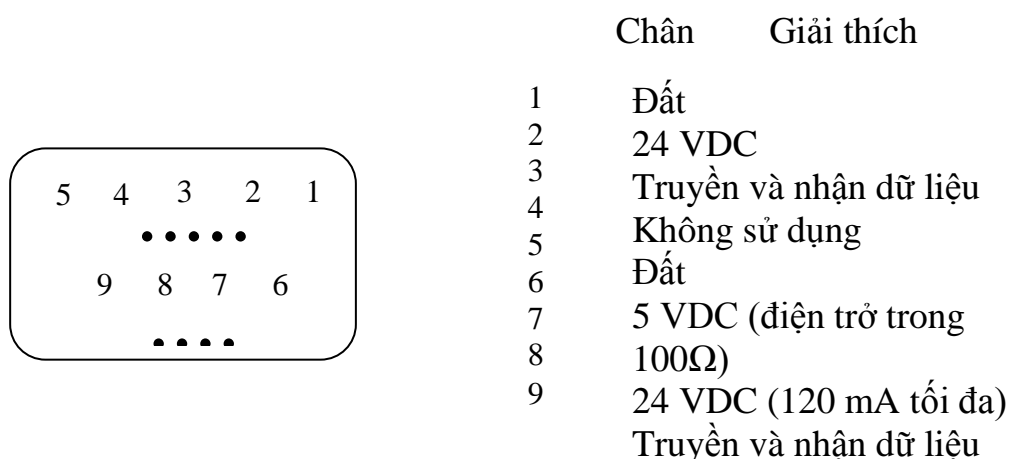 Chân Giải thích
5 4 3 2 1
9 8 7 6
1
2
3
4
5
6
7
8
9
Đất
24 VDC
Truyền và nhận dữ liệu
Không sử dụng
Đất
5 VDC (điện trở trong
100Ω)
24 VDC (120 mA tối đa)
Truyền và nhận dữ liệu